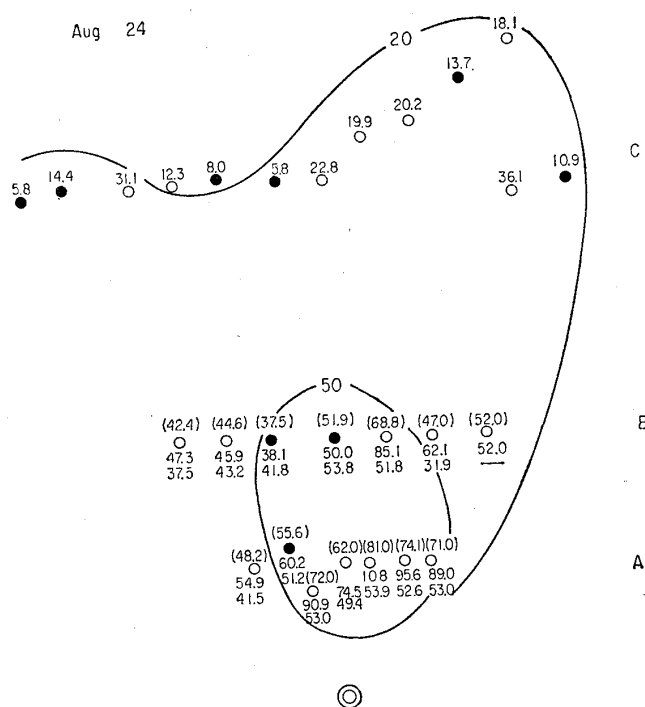 Aug 24
18.1
20
13.7
20.2
19.9
C
5.8 14.4 31.1 12.3 8.0 5.8 22.8 36.1 10.9
50
(42.4) (44.6) (37.5) (51.9) (68.8) (47.0) (52.0) B
47.3 45.9 38.1 50.0 85.1 62.1 52.0
37.5 43.2 41.8 53.8 51.8 31.9 —
(55.6)
(48.2) 60.2 (62.0) (81.0) (74.1) (71.0) A
54.9 51.2 (72.0) 74.5 10 8 95.6 89.0
41.5 90.9 49.4 53.9 52.6 53.0
53.0